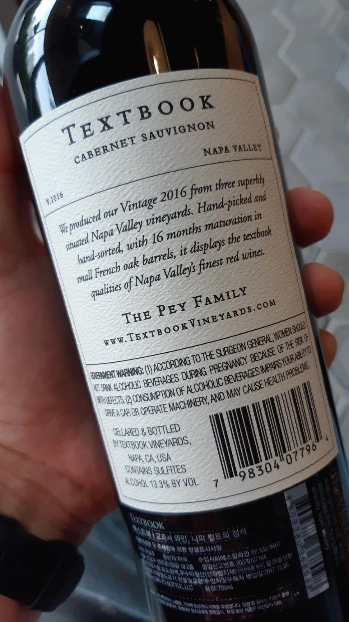 TEXTBOOK
CABERNET SAUVIGNON
NAPA VALLEY
V.2016
We produced our Vintage 2016 from three superbly
situated Napa Valley vineyards. Hand-picked and
hand-sorted, with 16 months maturation in
small French oak barrels, it displays the textbook
qualities of Napa Valley's finest red wines.
THE PEY FAMILY
WWW.TEXTBOOKVINEYARDS.COM
GOVERNMENT WARNING: (1) ACCORDING TO THE SURGEON GENERAL, WOMEN SHOULD
NOT DRINK ALCOHOLIC BEVERAGES DURING PREGNANCY BECAUSE OF THE RISK OF
BIRTH DEFECTS. (2) CONSUMPTION OF ALCOHOLIC BEVERAGES IMPAIRS YOUR ABILITY TO
DRIVE A CAR OR OPERATE MACHINERY, AND MAY CAUSE HEALTH PROBLEMS.
CELLARED & BOTTLED
BY TEXTBOOK VINEYARDS,
NAPA, CA, USA
CONTAINS SULFITES
ALCOHOL 13.3% BY VOL
7 98304 07796 4
TEXTBOOK